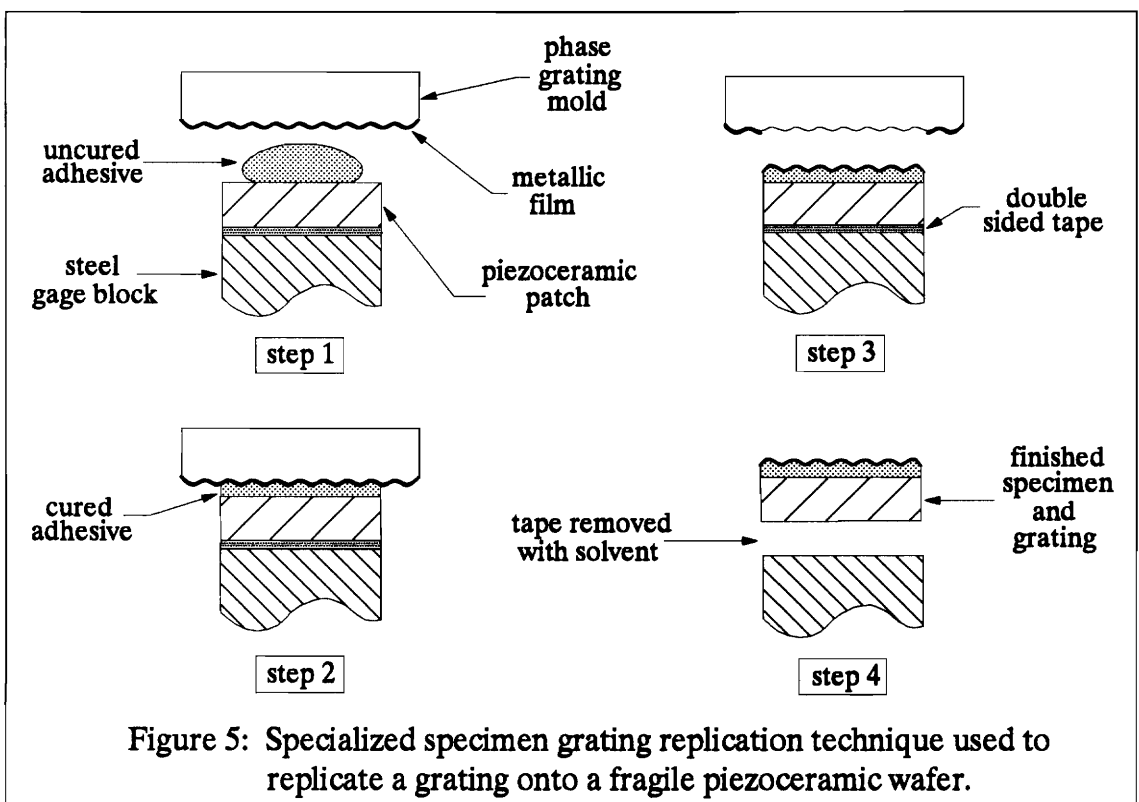 phase
grating
mold
uncured
adhesive
metallic
film
steel
gage block
piezoceramic
patch
step 1
double
sided tape
step 3
cured
adhesive
step 2
tape removed
with solvent
finished
specimen
and
grating
step 4
Figure 5: Specialized specimen grating replication technique used to
replicate a grating onto a fragile piezoceramic wafer.